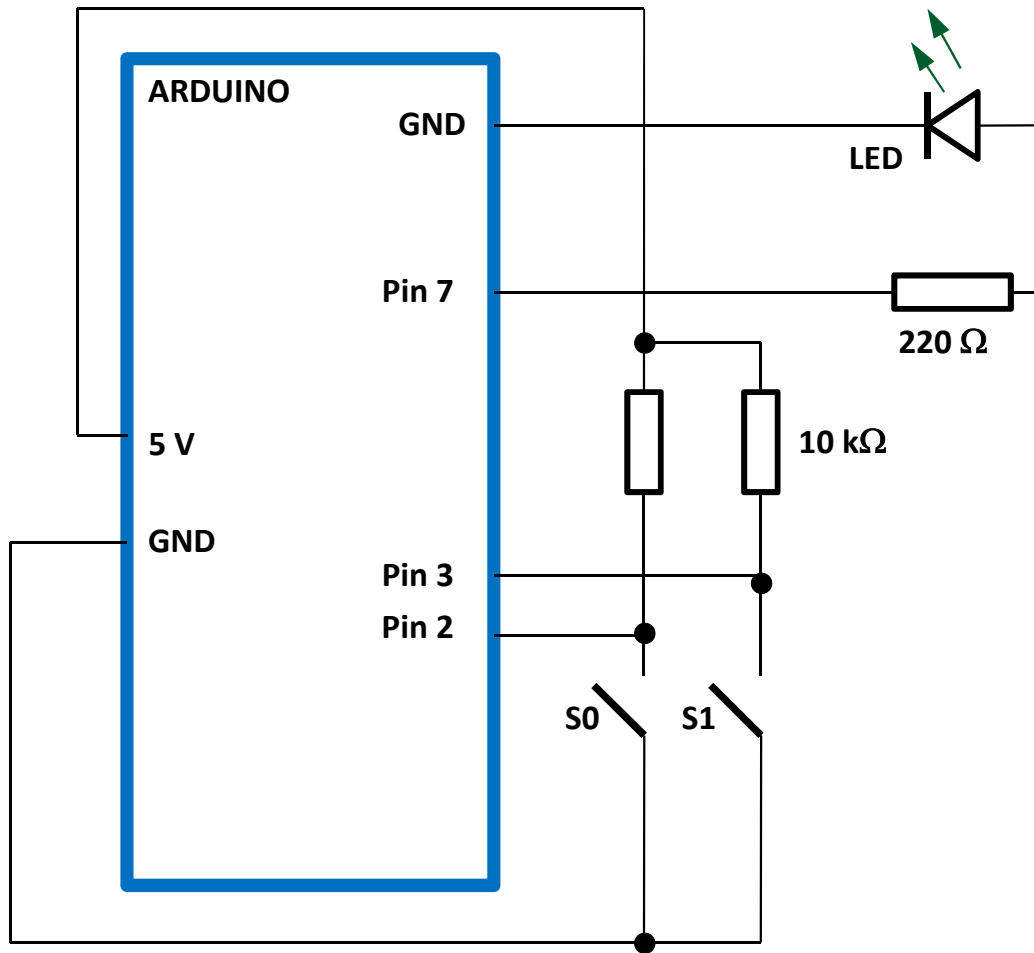 ARDUINO
GND
LED
Pin 7
220 Ω
5 V
10 kΩ
GND
Pin 3
Pin 2
S0
S1